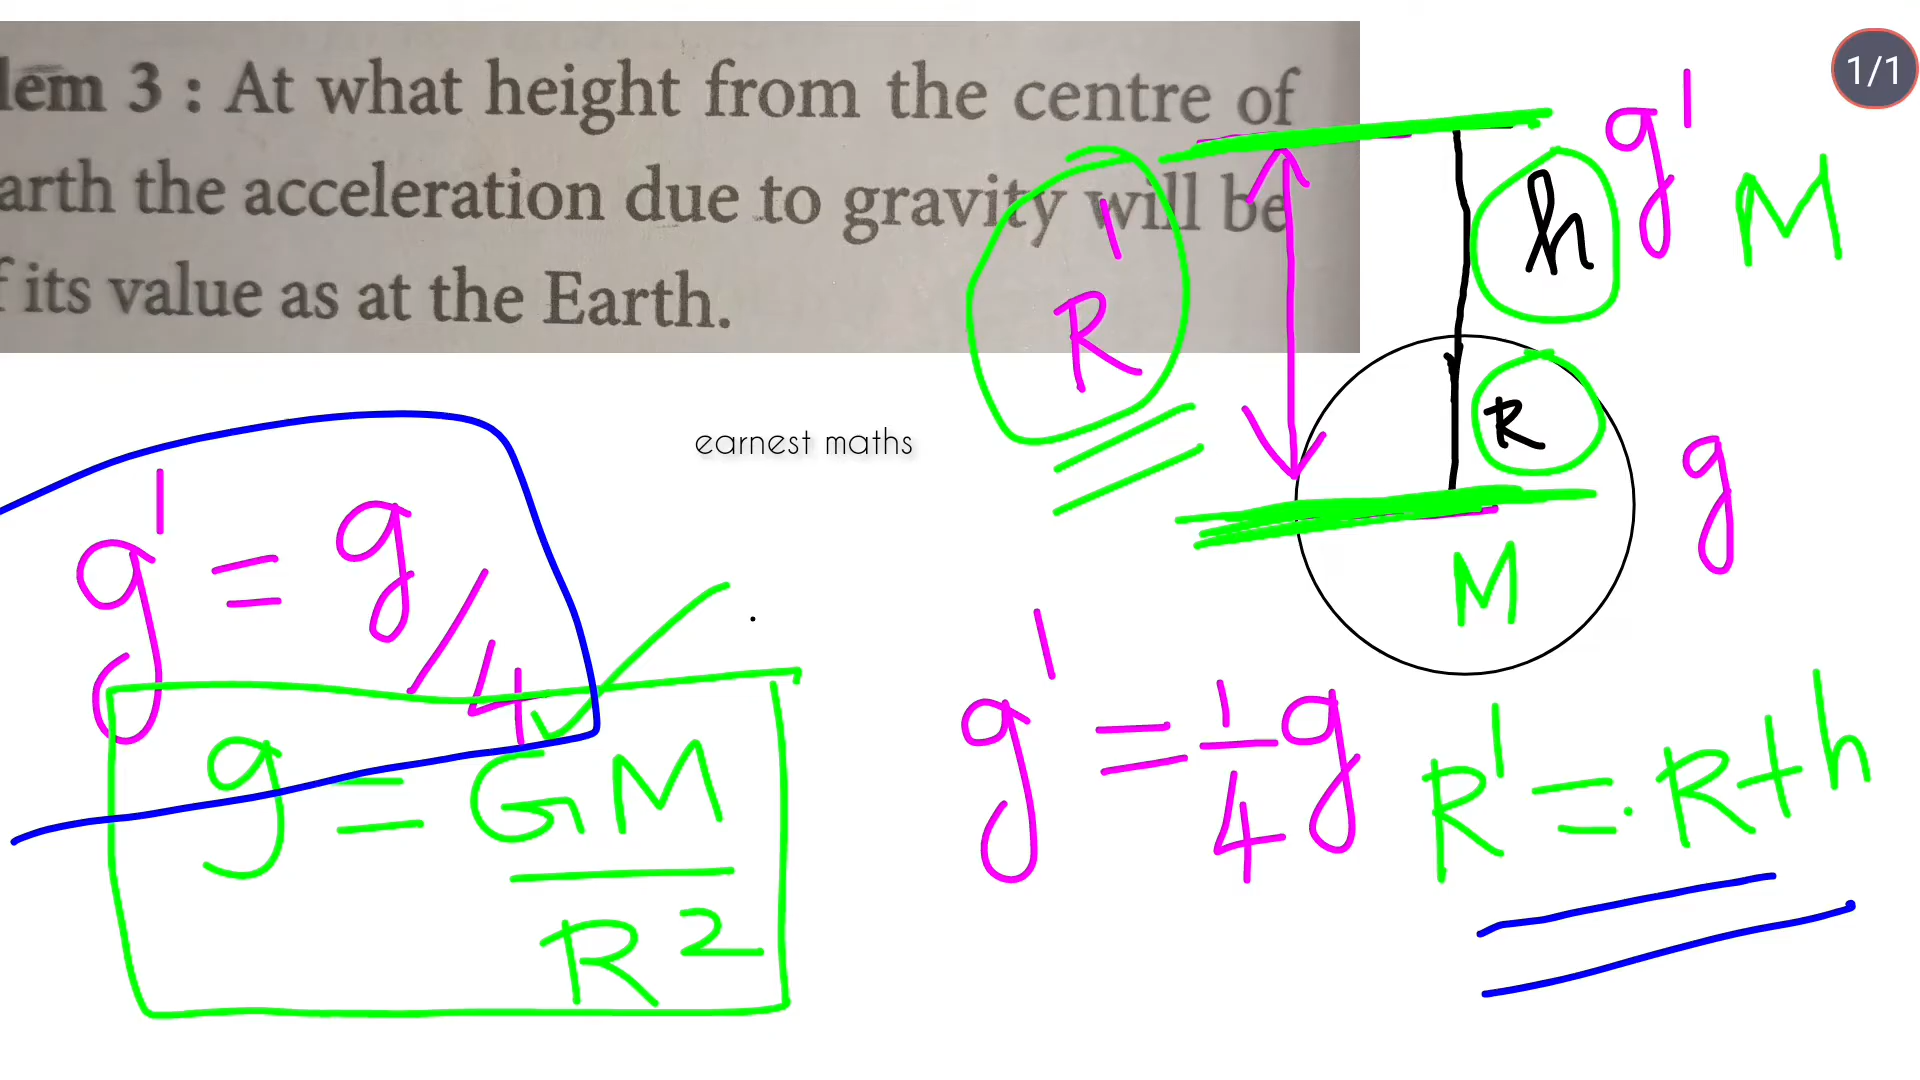 lem 3 : At what height from the centre of
arth the acceleration due to gravity will be
its value as at the Earth.
1/1
g' M
h
R'
R
g
M
earnest maths
g' = g/4
g = GM
R2
g' = 1/4 g
R' = R+h